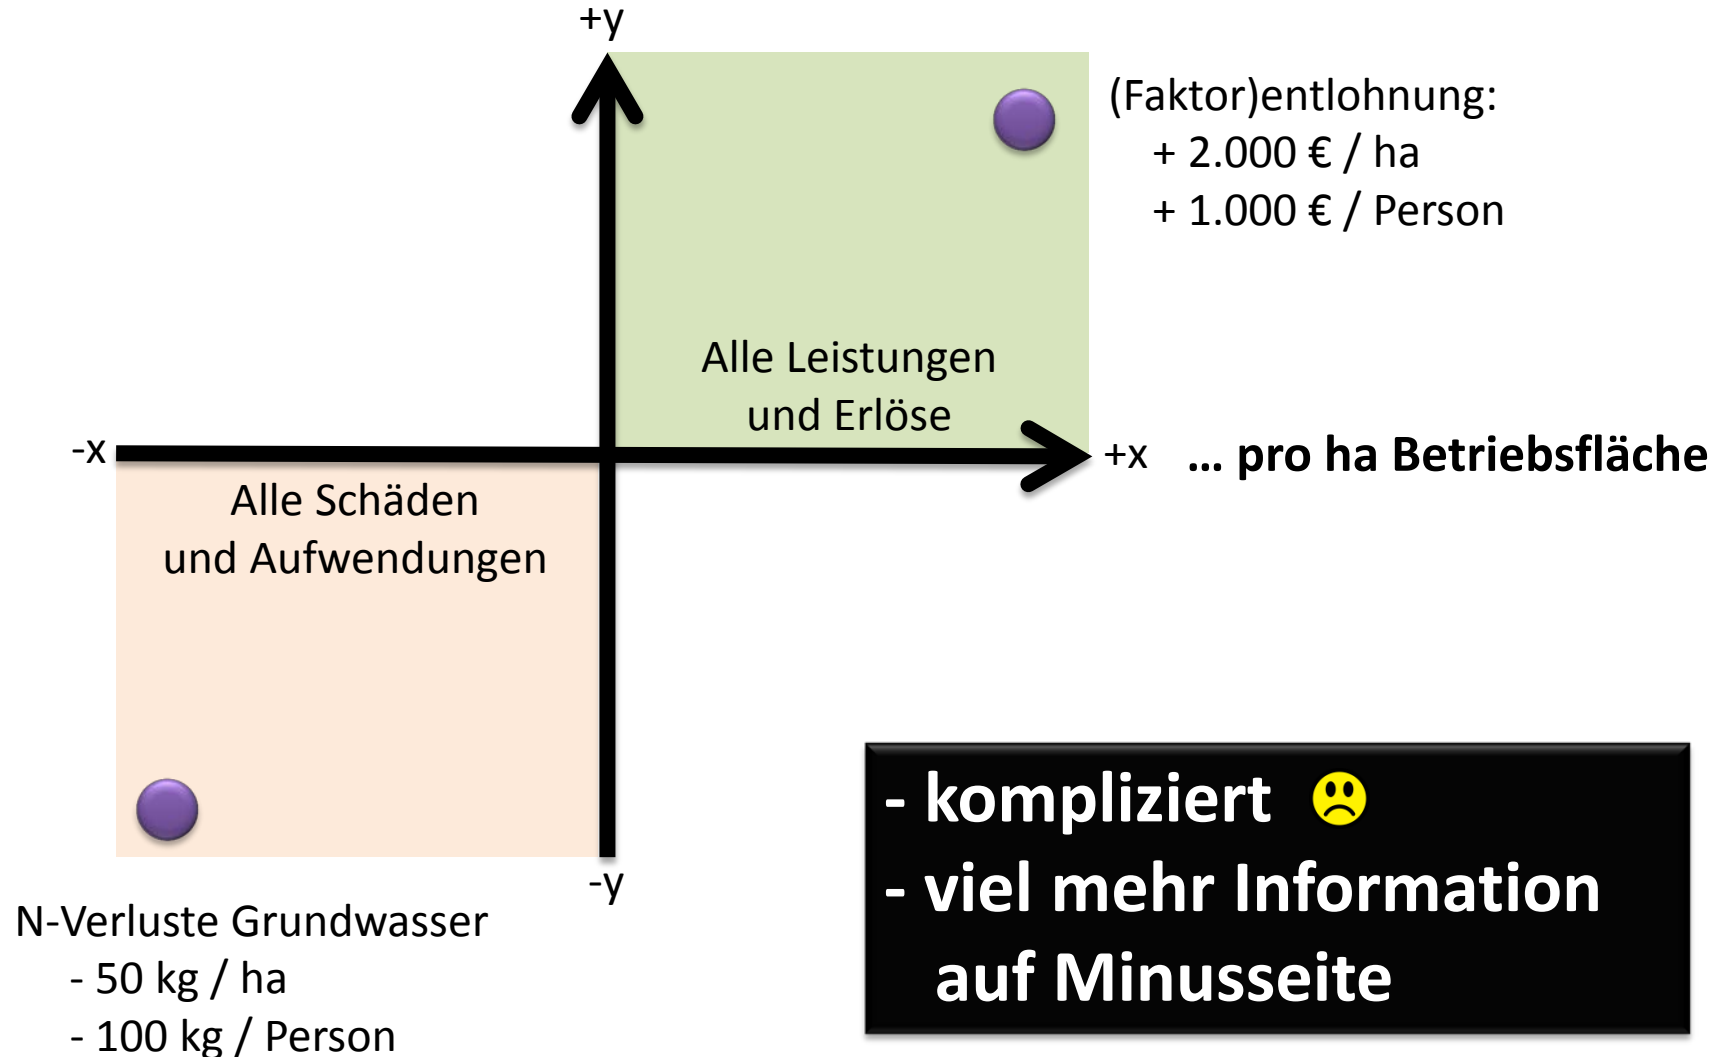 +y
(Faktor)entlohnung:
+ 2.000 € / ha
+ 1.000 € / Person
Alle Leistungen
und Erlöse
-x
+x
... pro ha Betriebsfläche
Alle Schäden
und Aufwendungen
-y
N-Verluste Grundwasser
- 50 kg / ha
- 100 kg / Person
- kompliziert
- viel mehr Information
auf Minusseite